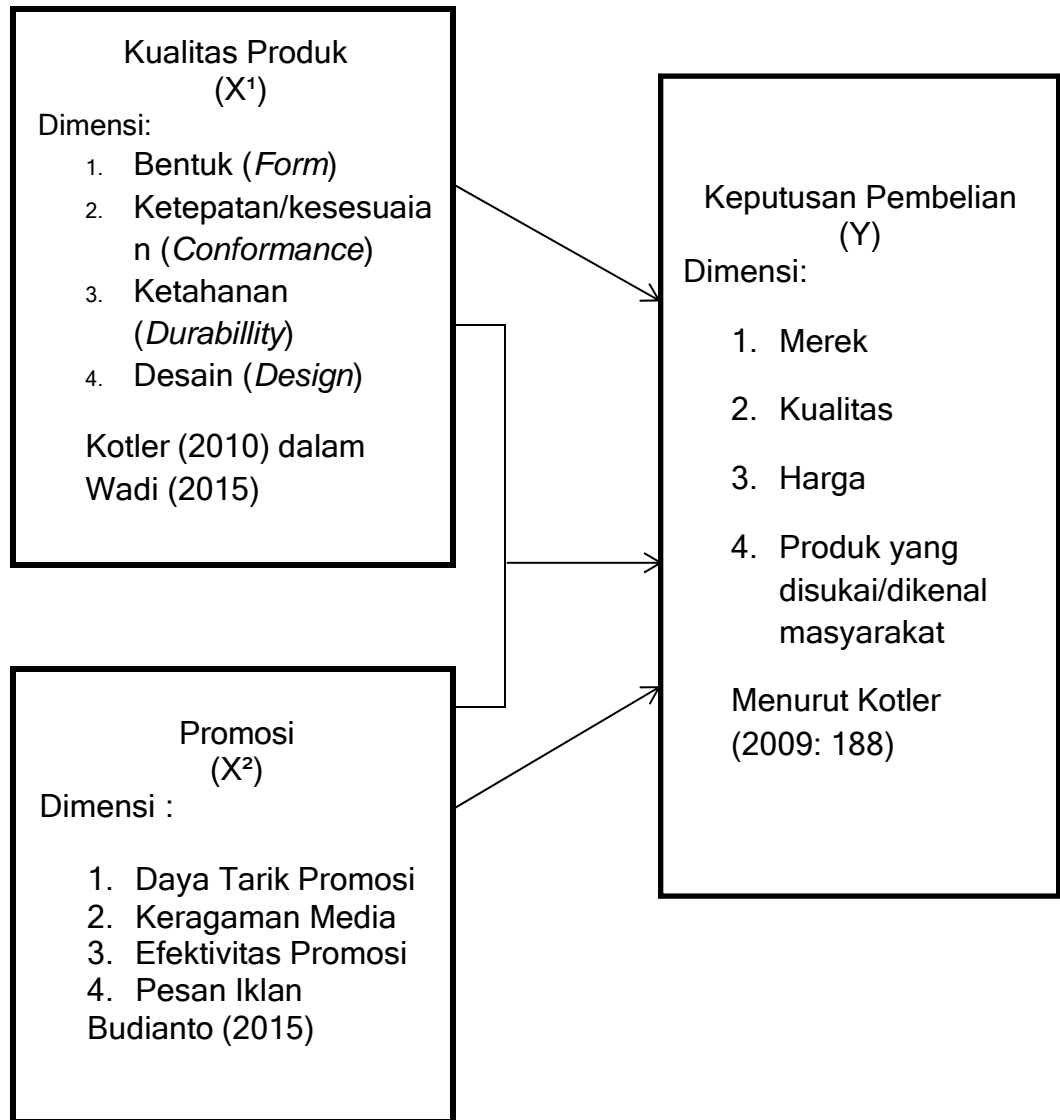 Kualitas Produk
(X¹)
Dimensi:
1. Bentuk (Form)
2. Ketepatan/kesesuaia
n (Conformance)
3. Ketahanan
(Durabillity)
4. Desain (Design)
Kotler (2010) dalam
Wadi (2015)
Promosi
(X²)
Dimensi :
1. Daya Tarik Promosi
2. Keragaman Media
3. Efektivitas Promosi
4. Pesan Iklan
Budianto (2015)
Keputusan Pembelian
(Y)
Dimensi:
1. Merek
2. Kualitas
3. Harga
4. Produk yang
disukai/dikenal
masyarakat
Menurut Kotler
(2009: 188)